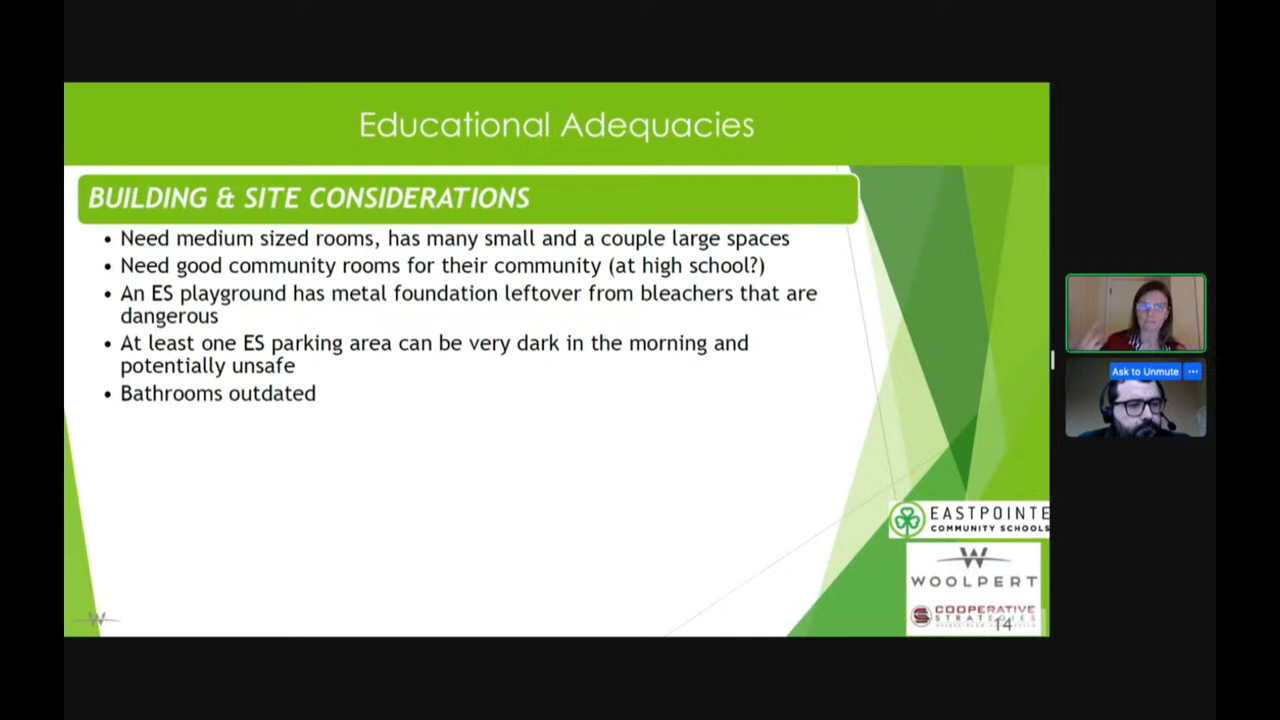 Educational Adequacies
BUILDING & SITE CONSIDERATIONS
• Need medium sized rooms, has many small and a couple large spaces
• Need good community rooms for their community (at high school?)
• An ES playground has metal foundation leftover from bleachers that are
dangerous
• At least one ES parking area can be very dark in the morning and
potentially unsafe
• Bathrooms outdated
Ask to Unmute
EASTPOINTE
COMMUNITY SCHOOLS
W
WOOLPERT
COOPERATIVE
STRATEGIES
14
W